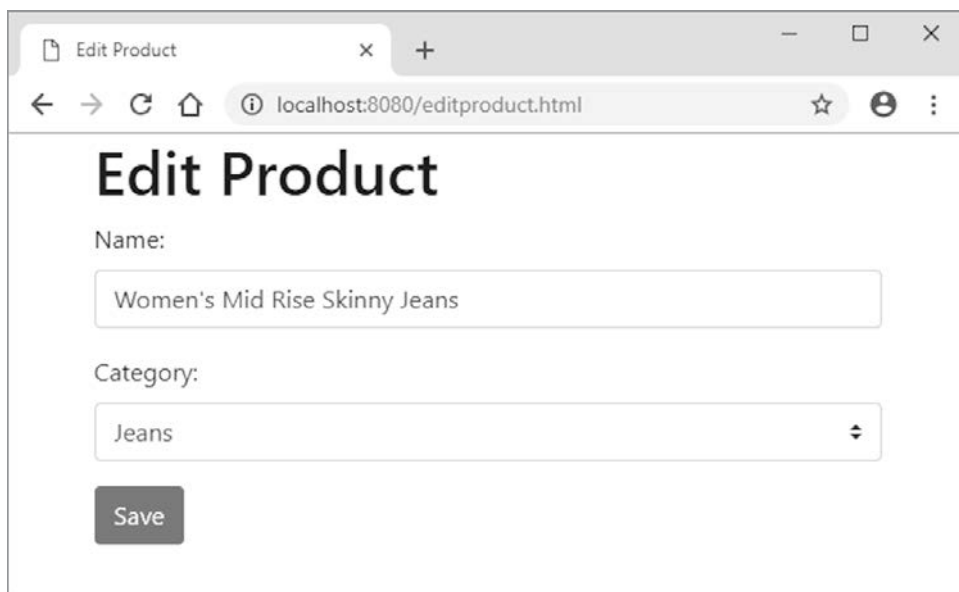 Edit Product
localhost:8080/editproduct.html
Edit Product
Name:
Women's Mid Rise Skinny Jeans
Category:
Jeans
Save